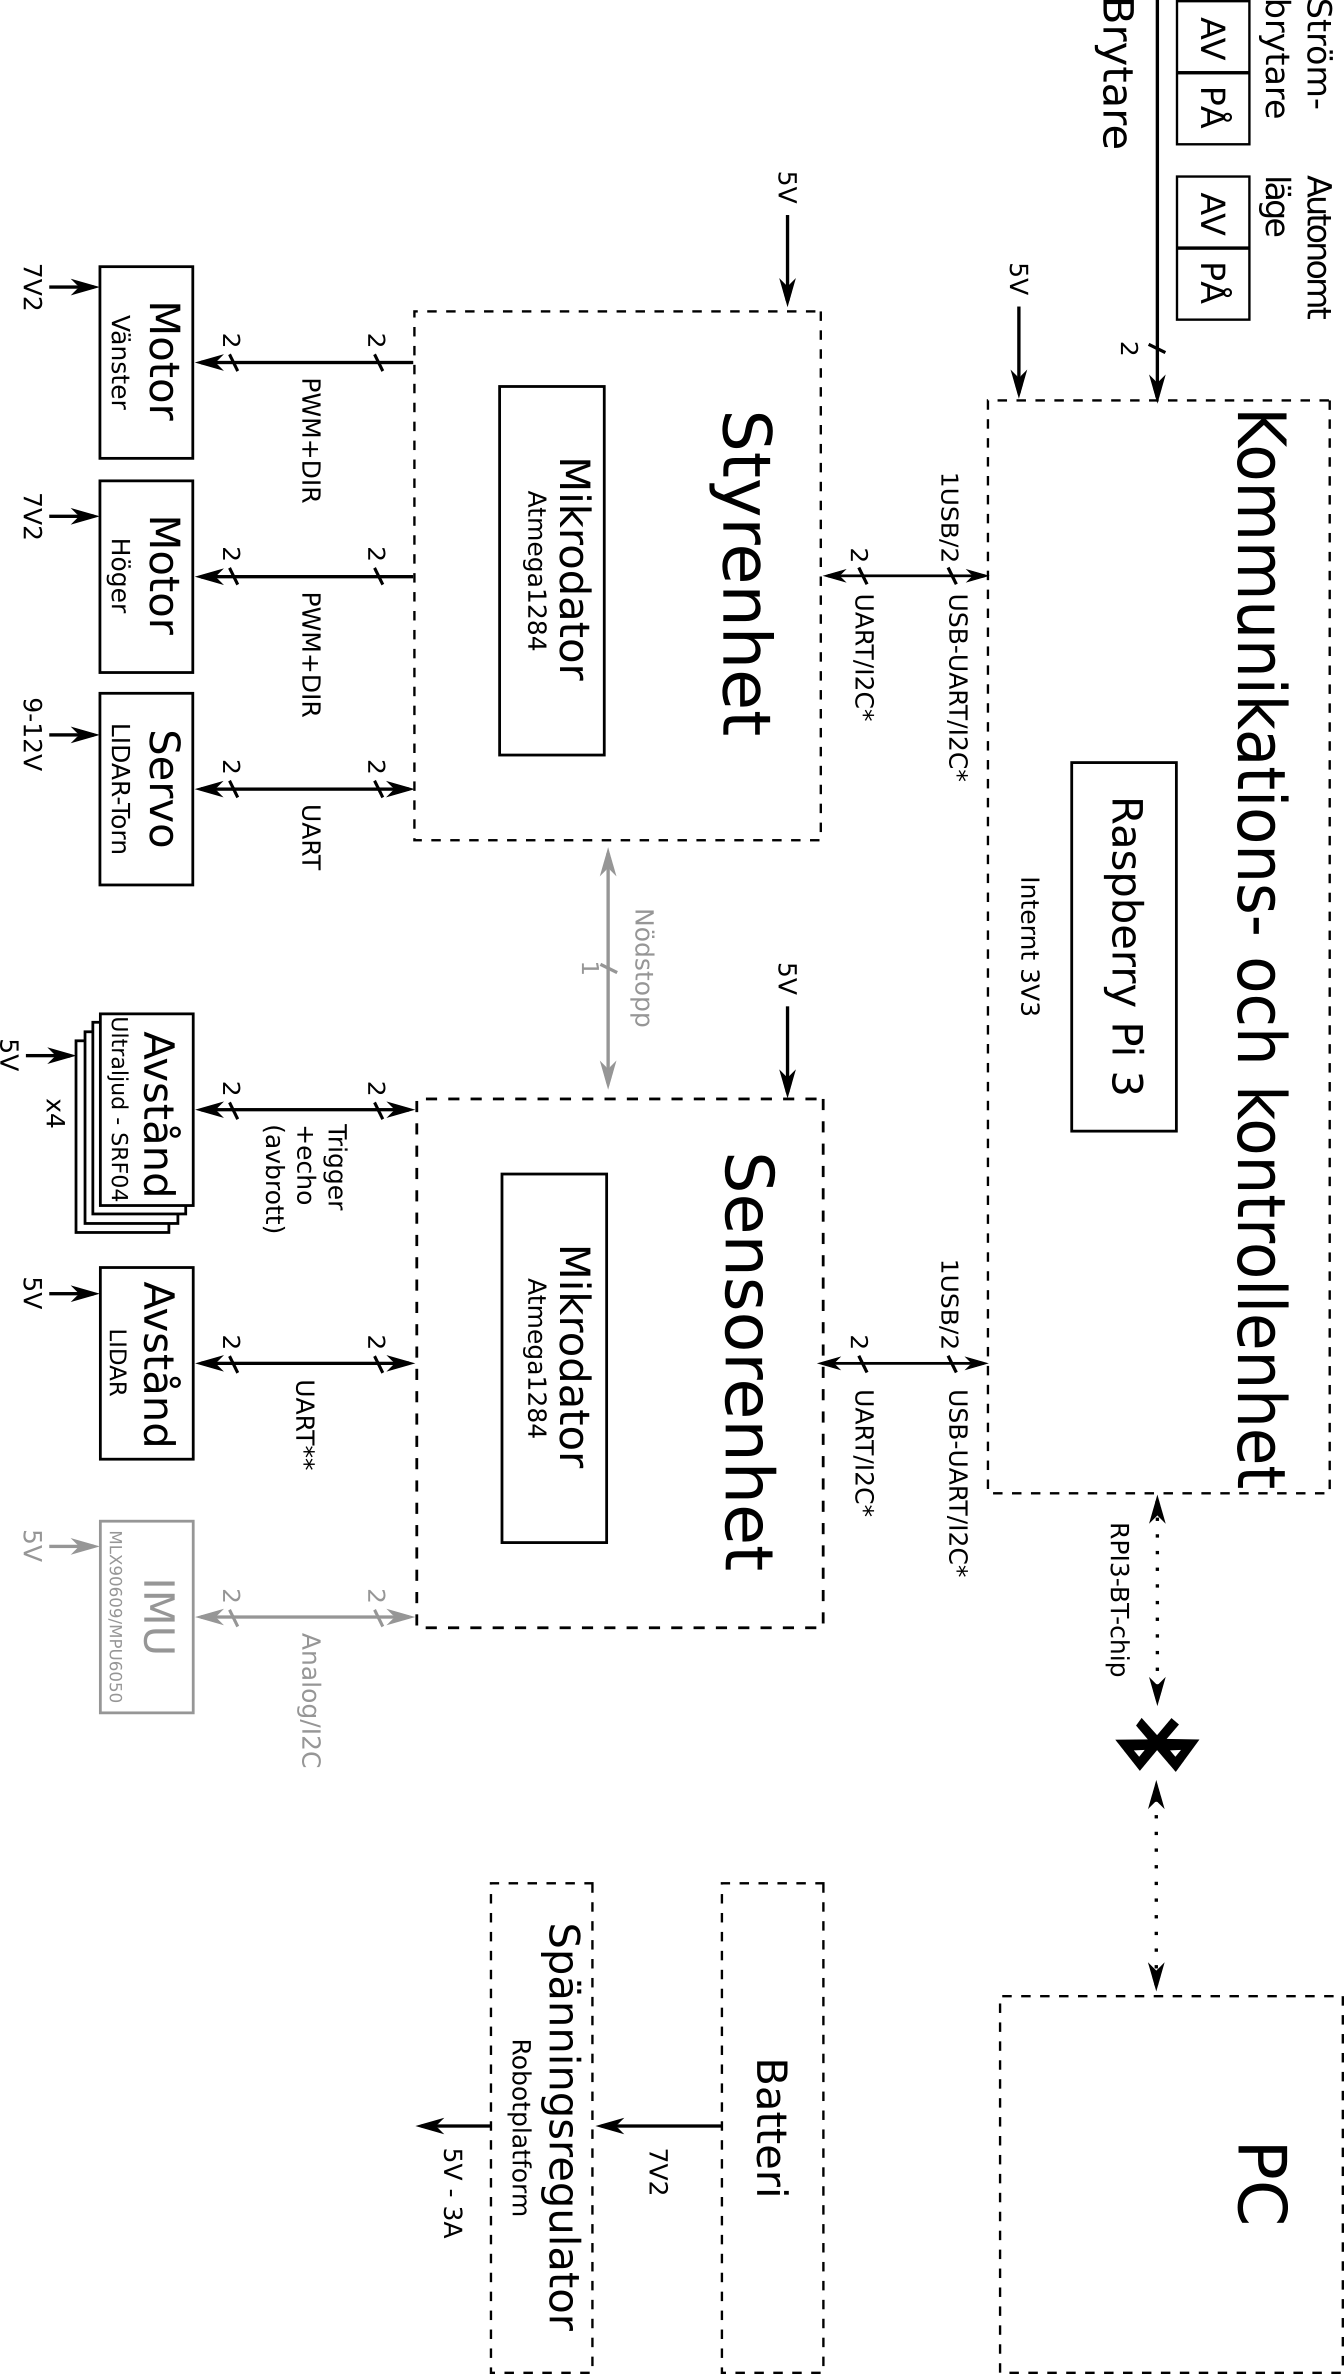 Ström-
brytare
AV
PÅ
Autonomt
läge
AV
PÅ
Brytare
2
5V
Kommunikations- och kontrollenhet
Raspberry Pi 3
Internt 3V3
RPI3-BT-chip
PC
1USB/2
USB-UART/I2C*
2
UART/I2C*
1USB/2
USB-UART/I2C*
2
UART/I2C*
5V
Styrenhet
Mikrodator
Atmega1284
Nödstopp
1
5V
Sensorenhet
Mikrodator
Atmega1284
Batteri
7V2
Spänningsregulator
Robotplatform
5V - 3A
2
PWM+DIR
2
2
PWM+DIR
2
2
UART
2
2
Trigger
+echo
(avbrott)
2
2
UART**
2
2
Analog/I2C
2
Motor
Vänster
7V2
Motor
Höger
7V2
Servo
LIDAR-Torn
9-12V
Avstånd
Ultraljud - SRF04
x4
5V
Avstånd
LIDAR
5V
IMU
MLX90609/MPU6050
5V